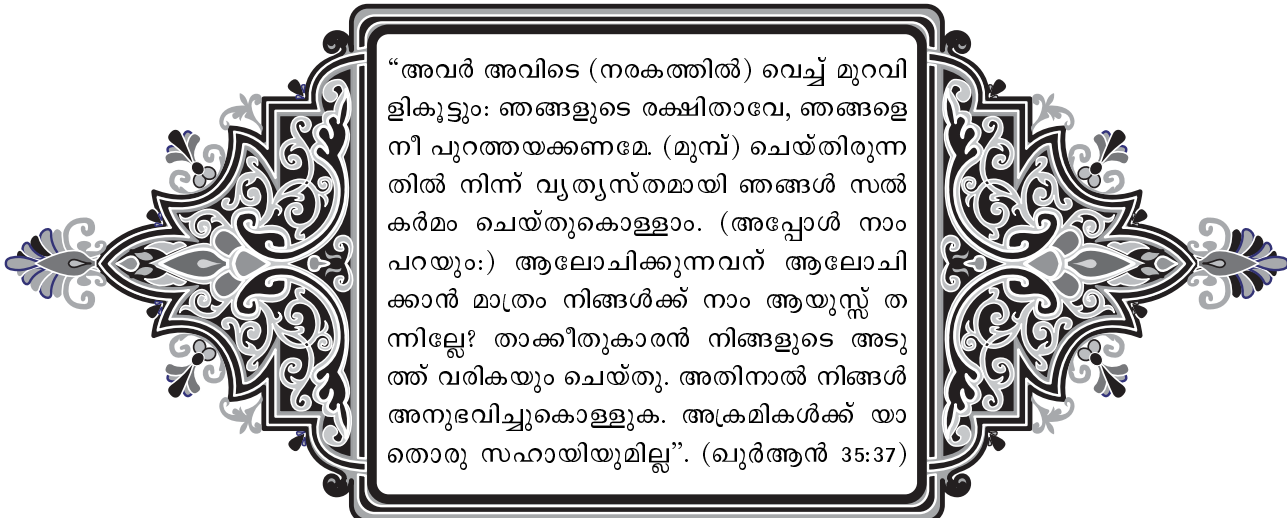 “അവർ അവിടെ (നരകത്തിൽ) വെച്ച് മുറവി
ളികൂട്ടും: ഞങ്ങളുടെ രക്ഷിതാവേ, ഞങ്ങളെ
നീ പുറത്തയക്കണമേ. (മുമ്പ്) ചെയ്തിരുന്ന
തിൽ നിന്ന് വ്യത്യസ്തമായി ഞങ്ങൾ സൽ
കർമം ചെയ്തുകൊള്ളാം. (അപ്പോൾ നാം
പറയും:) ആലോചിക്കുന്നവന് ആലോചി
ക്കാൻ മാത്രം നിങ്ങൾക്ക് നാം ആയുസ്സ് ത
ന്നില്ലേ? താക്കീതുകാരൻ നിങ്ങളുടെ അടു
ത്ത് വരികയും ചെയ്തു. അതിനാൽ നിങ്ങൾ
അനുഭവിച്ചുകൊള്ളുക. അക്രമികൾക്ക് യാ
തൊരു സഹായിയുമില്ല”. (ഖുർആൻ 35:37)